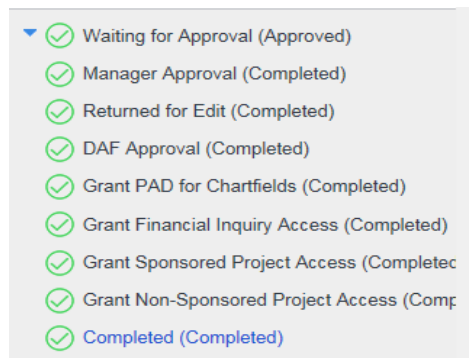 Waiting for Approval (Approved)
Manager Approval (Completed)
Returned for Edit (Completed)
DAF Approval (Completed)
Grant PAD for Chartfields (Completed)
Grant Financial Inquiry Access (Completed)
Grant Sponsored Project Access (Completed
Grant Non-Sponsored Project Access (Comp
Completed (Completed)